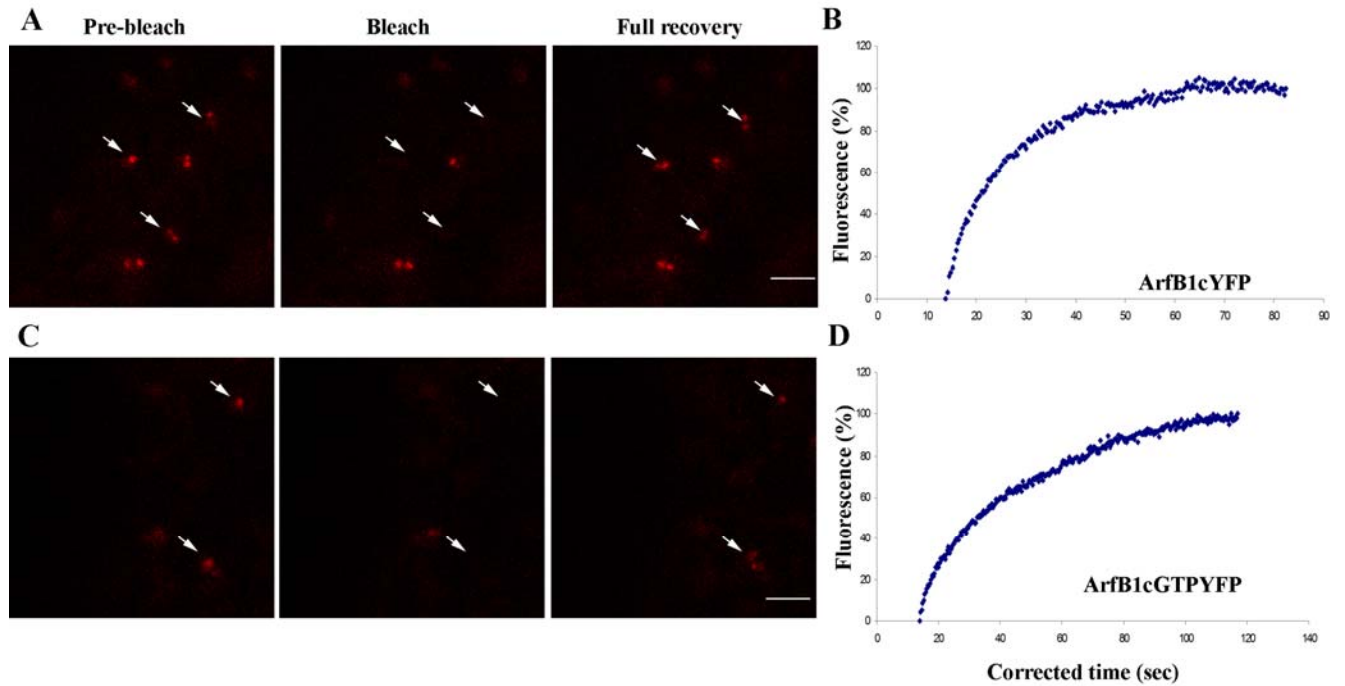 A
Pre-bleach
Bleach
Full recovery
B
120
100
80
60
40
20
0
Fluorescence (%)
ArfB1cYFP
0 10 20 30 40 50 60 70 80 90
C
D
120
100
80
60
40
20
0
Fluorescence (%)
ArfB1cGTPYFP
0 20 40 60 80 100 120 140
Corrected time (sec)